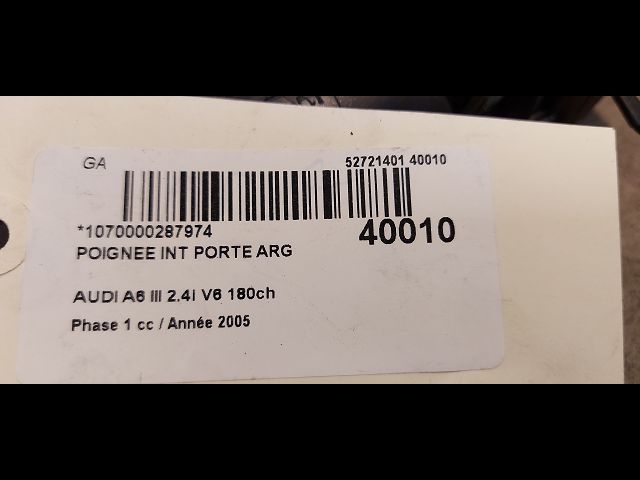 GA
52721401 40010
*1070000287974
40010
POIGNEE INT PORTE ARG
AUDI A6 III 2.4I V6 180ch
Phase 1 cc / Année 2005